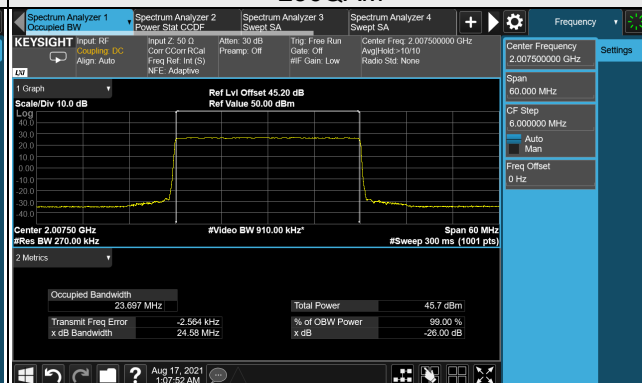 Spectrum Analyzer 1
Occupied BW
Spectrum Analyzer 2
Power Stat CCDF
Spectrum Analyzer 3
Swept SA
Spectrum Analyzer 4
Swept SA
+
Frequency
KEYSIGHT
Input: RF
Coupling: DC
Align: Auto
Input Z: 50 Ω
Corr CCorr RCal
Freq Ref: Int (S)
NFE: Adaptive
Atten: 30 dB
Preamp: Off
Trig: Free Run
Gate: Off
#IF Gain: Low
Center Freq: 2.007500000 GHz
Avg|Hold:>10/10
Radio Std: None
LXI
Center Frequency
2.007500000 GHz
Settings
Span
60.000 MHz
CF Step
6.000000 MHz
Auto
Man
Freq Offset
0 Hz
1 Graph
Scale/Div 10.0 dB
Ref Lvl Offset 45.20 dB
Ref Value 50.00 dBm
Log
40.0
30.0
20.0
10.0
0.00
-10.0
-20.0
-30.0
-40.0
Center 2.00750 GHz
#Video BW 910.00 kHz*
Span 60 MHz
#Res BW 270.00 kHz
#Sweep 300 ms (1001 pts)
2 Metrics
Occupied Bandwidth
23.697 MHz
Total Power 45.7 dBm
Transmit Freq Error -2.564 kHz
% of OBW Power 99.00 %
x dB Bandwidth 24.58 MHz
x dB -26.00 dB
?
Aug 17, 2021
1:07:52 AM